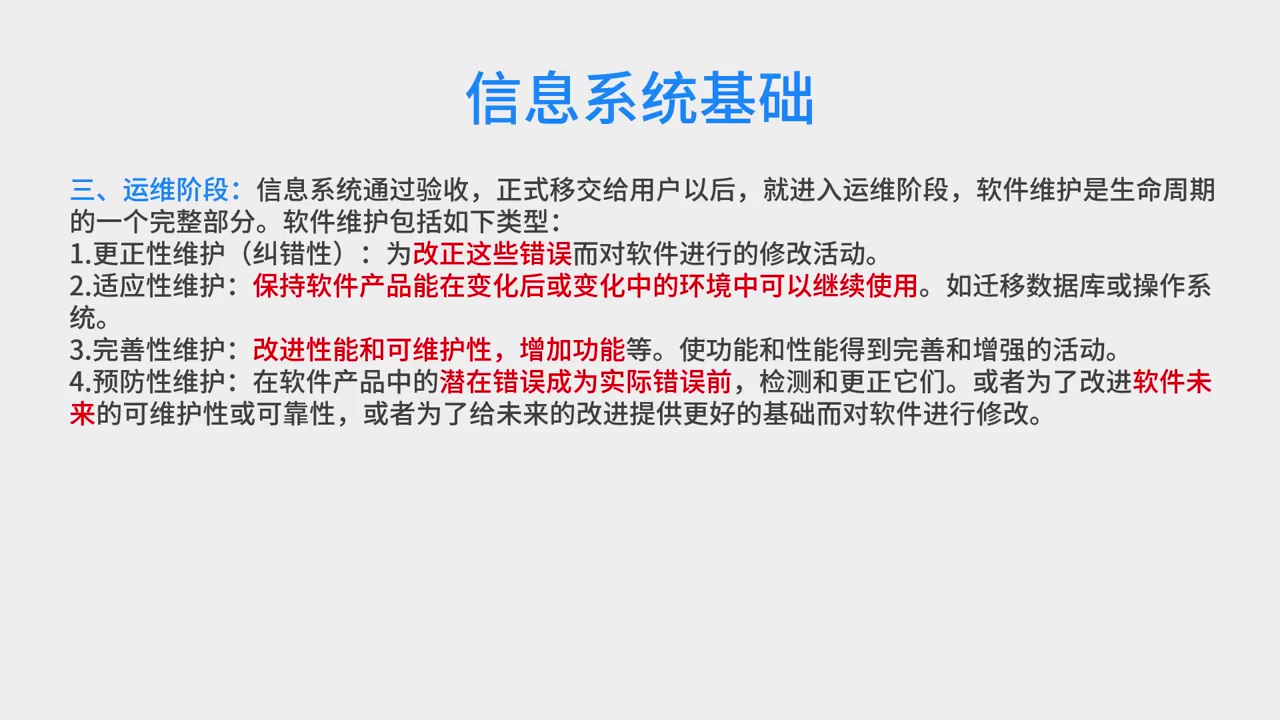 信息系统基础
三、运维阶段：信息系统通过验收，正式移交给用户以后，就进入运维阶段，软件维护是生命周期
的一个完整部分。软件维护包括如下类型：
1.更正性维护（纠错性）：为改正这些错误而对软件进行的修改活动。
2.适应性维护：保持软件产品能在变化后或变化中的环境中可以继续使用。如迁移数据库或操作系
统。
3.完善性维护：改进性能和可维护性，增加功能等。使功能和性能得到完善和增强的活动。
4.预防性维护：在软件产品中的潜在错误成为实际错误前，检测和更正它们。或者为了改进软件未
来的可维护性或可靠性，或者为了给未来的改进提供更好的基础而对软件进行修改。